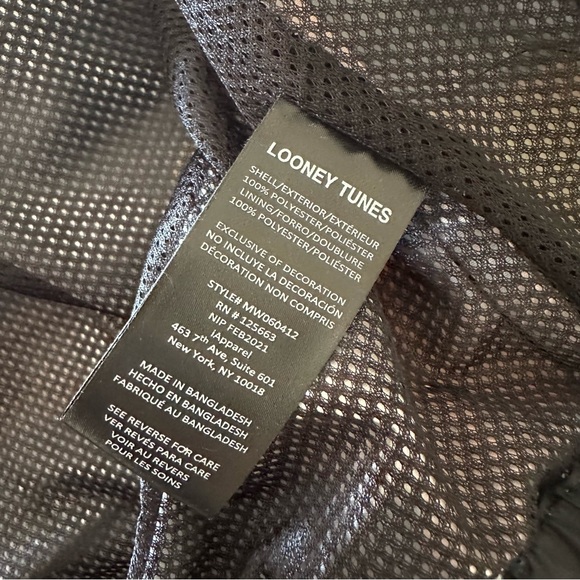 LOONEY TUNES
SHELL/EXTERIOR/EXTÉRIEUR
100% POLYESTER/POLIÉSTER
LINING/FORRO/DOUBLURE
100% POLYESTER/POLIÉSTER
EXCLUSIVE OF DECORATION
NO INCLUYE LA DECORACIÓN
DÉCORATION NON COMPRIS
STYLE# MW060412
RN # 125663
NIP FEB2021
IApparel
463 7th Ave, Suite 601
New York, NY 10018
MADE IN BANGLADESH
HECHO EN BANGLADESH
FABRIQUÉ AU BANGLADESH
SEE REVERSE FOR CARE
VER REVÉS PARA CARE
VOIR AU REVERS
POUR LES SOINS